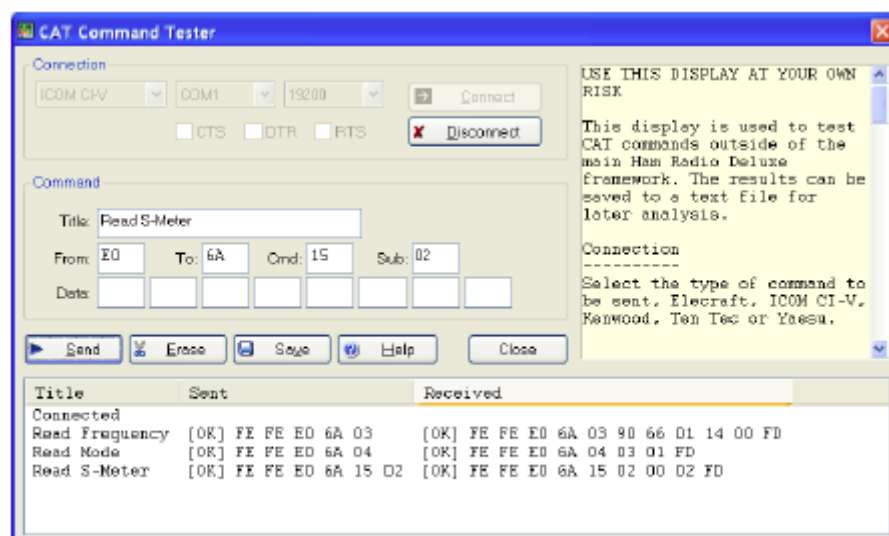 CAT Command Tester
Connection
ICOM CI-V COM1 19200 Connect
CTS DTR RTS Disconnect
Command
Title: Read S-Meter
From: E0 To: 6A Cmd: 15 Sub: 02
Data:
Send Erase Save Help Close
USE THIS DISPLAY AT YOUR OWN
RISK
This display is used to test
CAT commands outside of the
main Ham Radio Deluxe
framework. The results can be
saved to a text file for
later analysis.
Connection
----------
Select the type of command to
be sent, Elecraft, ICOM CI-V,
Kenwood, Ten Tec or Yaesu.
Title Sent Received
Connected
Read Frequency [OK] FE FE E0 6A 03 [OK] FE FE E0 6A 03 90 66 01 14 00 FD
Read Mode [OK] FE FE E0 6A 04 [OK] FE FE E0 6A 04 03 01 FD
Read S-Meter [OK] FE FE E0 6A 15 02 [OK] FE FE E0 6A 15 02 00 02 FD